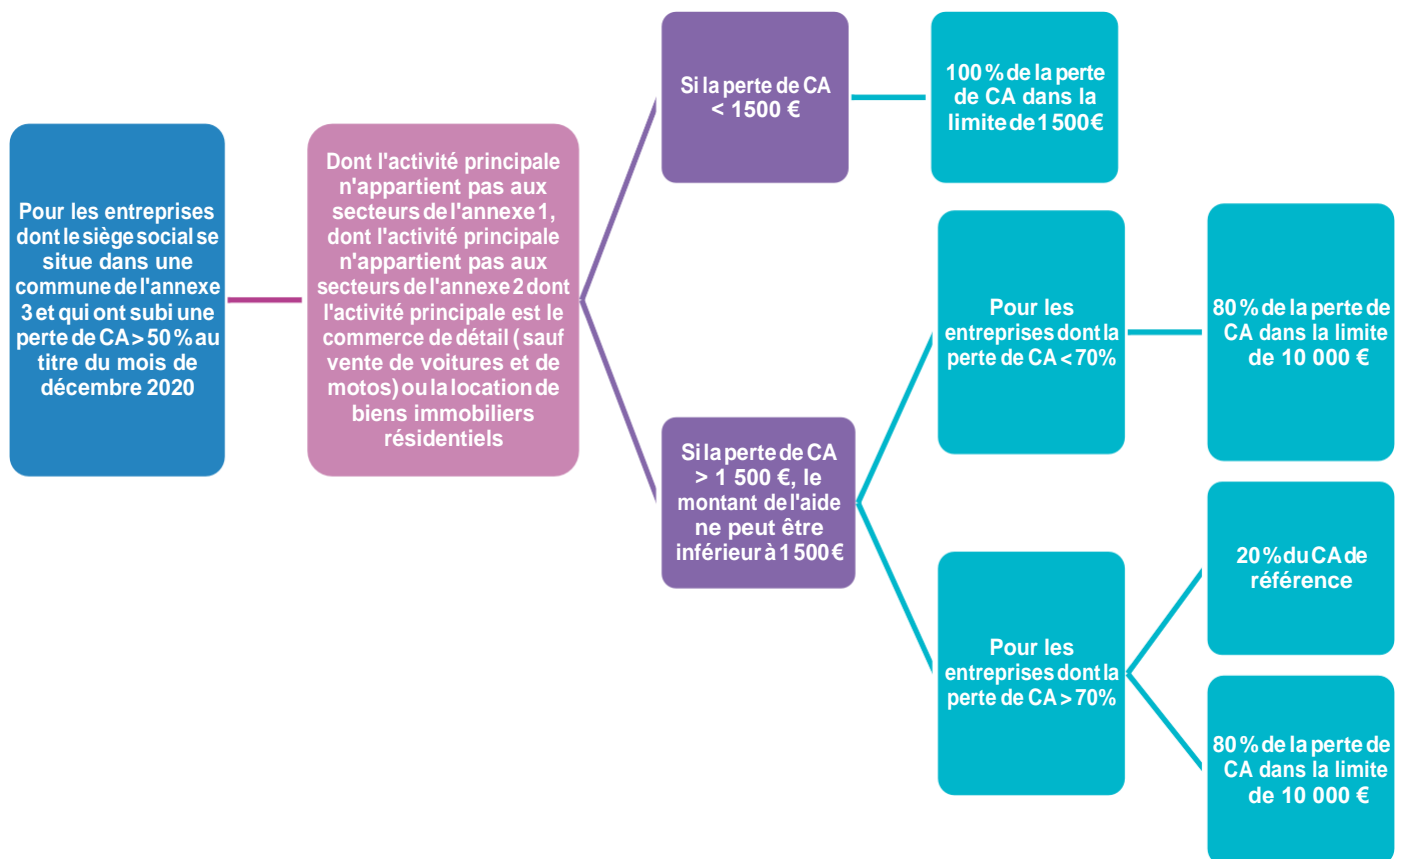 Pour les entreprises
dont le siège social se
situe dans une
commune de l'annexe
3 et qui ont subi une
perte de CA > 50 % au
titre du mois de
décembre 2020
Dont l'activité principale
n'appartient pas aux
secteurs de l'annexe 1,
dont l'activité principale
n'appartient pas aux
secteurs de l'annexe 2 dont
l'activité principale est le
commerce de détail ( sauf
vente de voitures et de
motos) ou la location de
biens immobiliers
résidentiels
Si la perte de CA
< 1500 €
100 % de la perte
de CA dans la
limite de 1 500 €
Si la perte de CA
> 1 500 €, le
montant de l'aide
ne peut être
inférieur à 1 500 €
Pour les
entreprises dont la
perte de CA < 70%
80 % de la perte de
CA dans la limite
de 10 000 €
Pour les
entreprises dont la
perte de CA > 70%
20 % du CA de
référence
80 % de la perte de
CA dans la limite
de 10 000 €